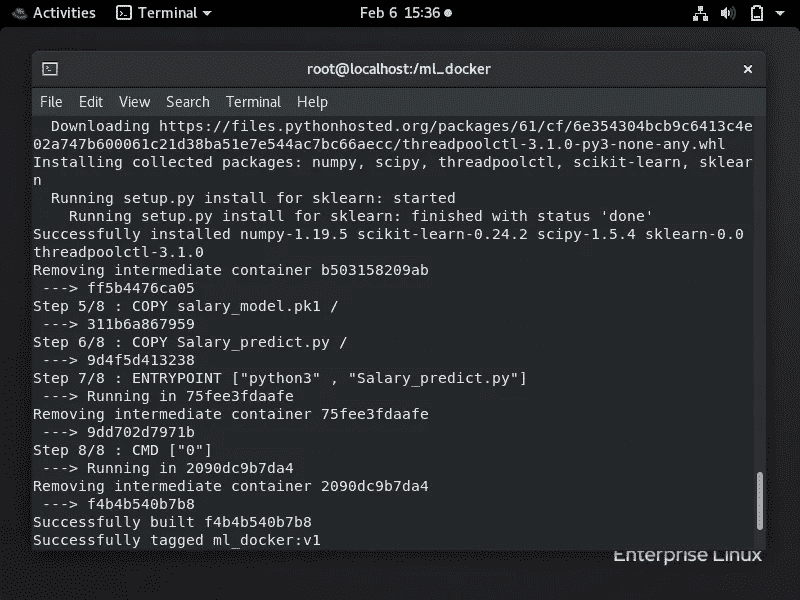 Activities Terminal Feb 6 15:36
root@localhost:/ml_docker
File Edit View Search Terminal Help
Downloading https://files.pythonhosted.org/packages/61/cf/6e354304bcb9c6413c4e
02a747b600061c21d38ba51e7e544ac7bc66aecc/threadpoolctl-3.1.0-py3-none-any.whl
Installing collected packages: numpy, scipy, threadpoolctl, scikit-learn, sklear
n
Running setup.py install for sklearn: started
Running setup.py install for sklearn: finished with status 'done'
Successfully installed numpy-1.19.5 scikit-learn-0.24.2 scipy-1.5.4 sklearn-0.0
threadpoolctl-3.1.0
Removing intermediate container b503158209ab
---> ff5b4476ca05
Step 5/8 : COPY salary_model.pk1 /
---> 311b6a867959
Step 6/8 : COPY Salary_predict.py /
---> 9d4f5d413238
Step 7/8 : ENTRYPOINT ["python3" , "Salary_predict.py"]
---> Running in 75fee3fdaafe
Removing intermediate container 75fee3fdaafe
---> 9dd702d7971b
Step 8/8 : CMD ["0"]
---> Running in 2090dc9b7da4
Removing intermediate container 2090dc9b7da4
---> f4b4b540b7b8
Successfully built f4b4b540b7b8
Successfully tagged ml_docker:v1
Enterprise Linux